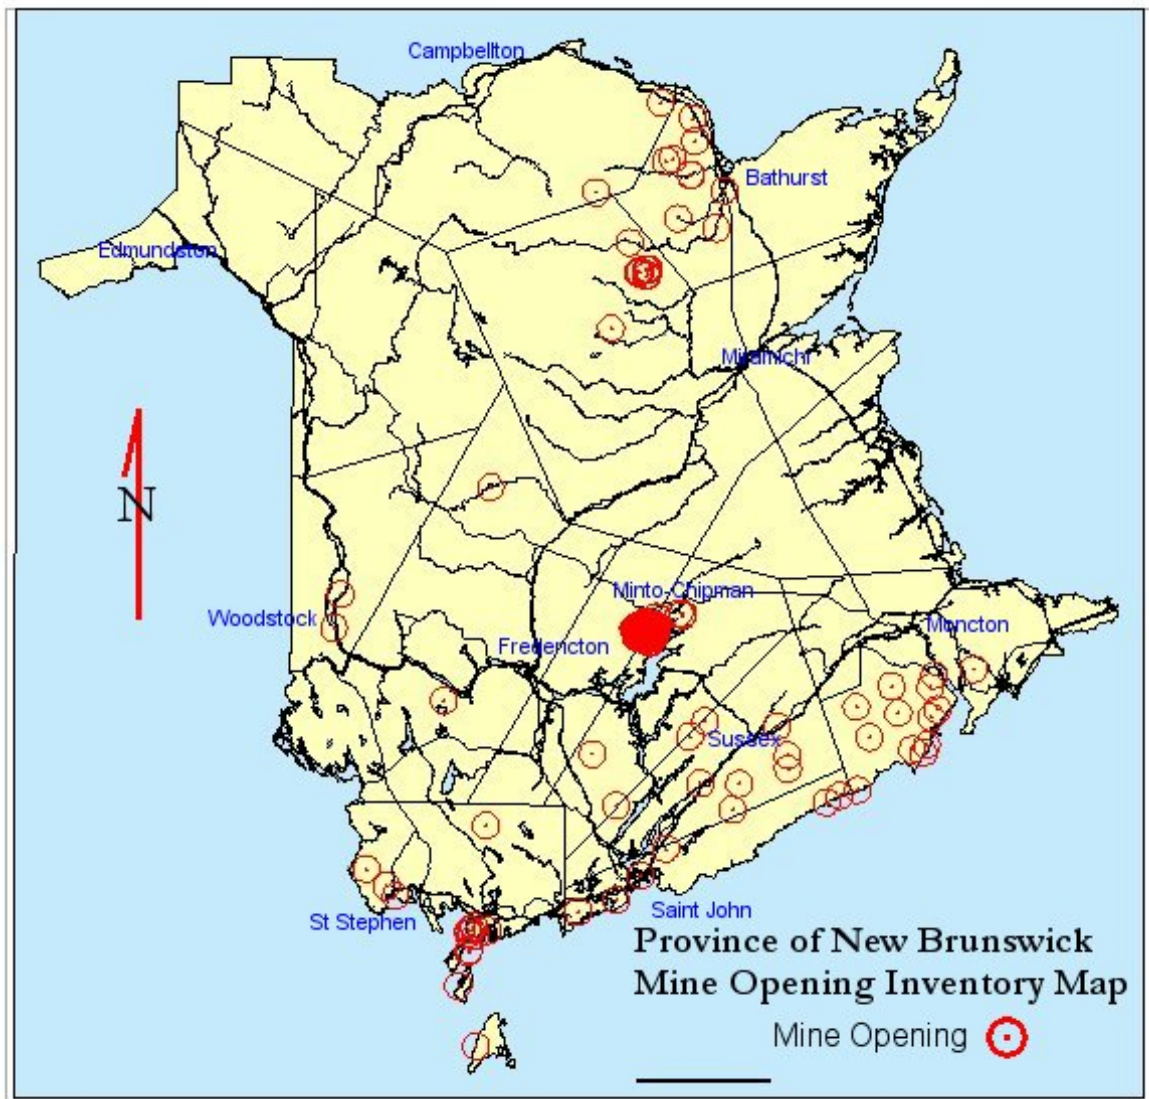 Campbellton
Bathurst
Edmundston
Miramichi
N
Minto-Chipman
Woodstock
Fredericton
Moncton
Sussex
St Stephen
Saint John
Province of New Brunswick
Mine Opening Inventory Map
Mine Opening